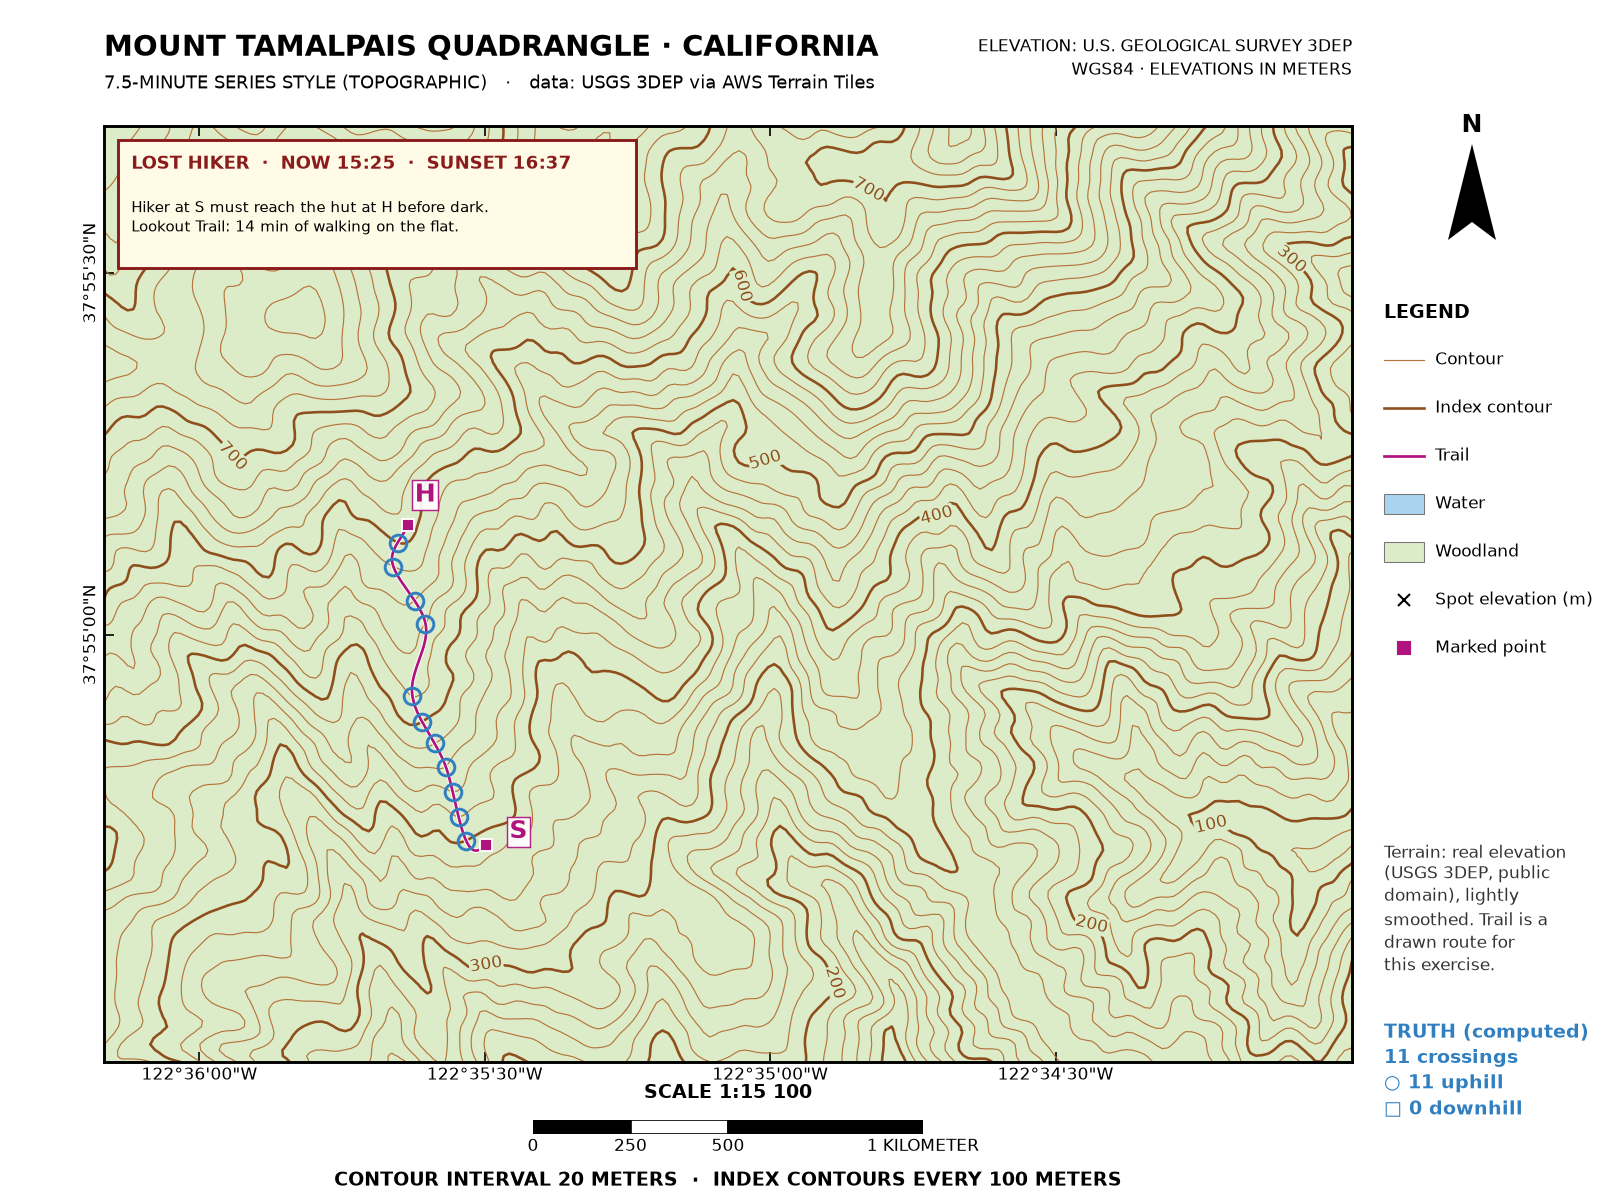 MOUNT TAMALPAIS QUADRANGLE · CALIFORNIA
7.5-MINUTE SERIES STYLE (TOPOGRAPHIC) · data: USGS 3DEP via AWS Terrain Tiles
ELEVATION: U.S. GEOLOGICAL SURVEY 3DEP
WGS84 · ELEVATIONS IN METERS
LOST HIKER · NOW 15:25 · SUNSET 16:37
Hiker at S must reach the hut at H before dark.
Lookout Trail: 14 min of walking on the flat.
37°55'30"N
37°55'00"N
700
600
300
700
500
400
H
S
100
200
300
200
122°36'00"W
122°35'30"W
122°35'00"W
122°34'30"W
SCALE 1:15 100
0 250 500 1 KILOMETER
CONTOUR INTERVAL 20 METERS · INDEX CONTOURS EVERY 100 METERS
N
LEGEND
Contour
Index contour
Trail
Water
Woodland
Spot elevation (m)
Marked point
Terrain: real elevation
(USGS 3DEP, public
domain), lightly
smoothed. Trail is a
drawn route for
this exercise.
TRUTH (computed)
11 crossings
○ 11 uphill
□ 0 downhill